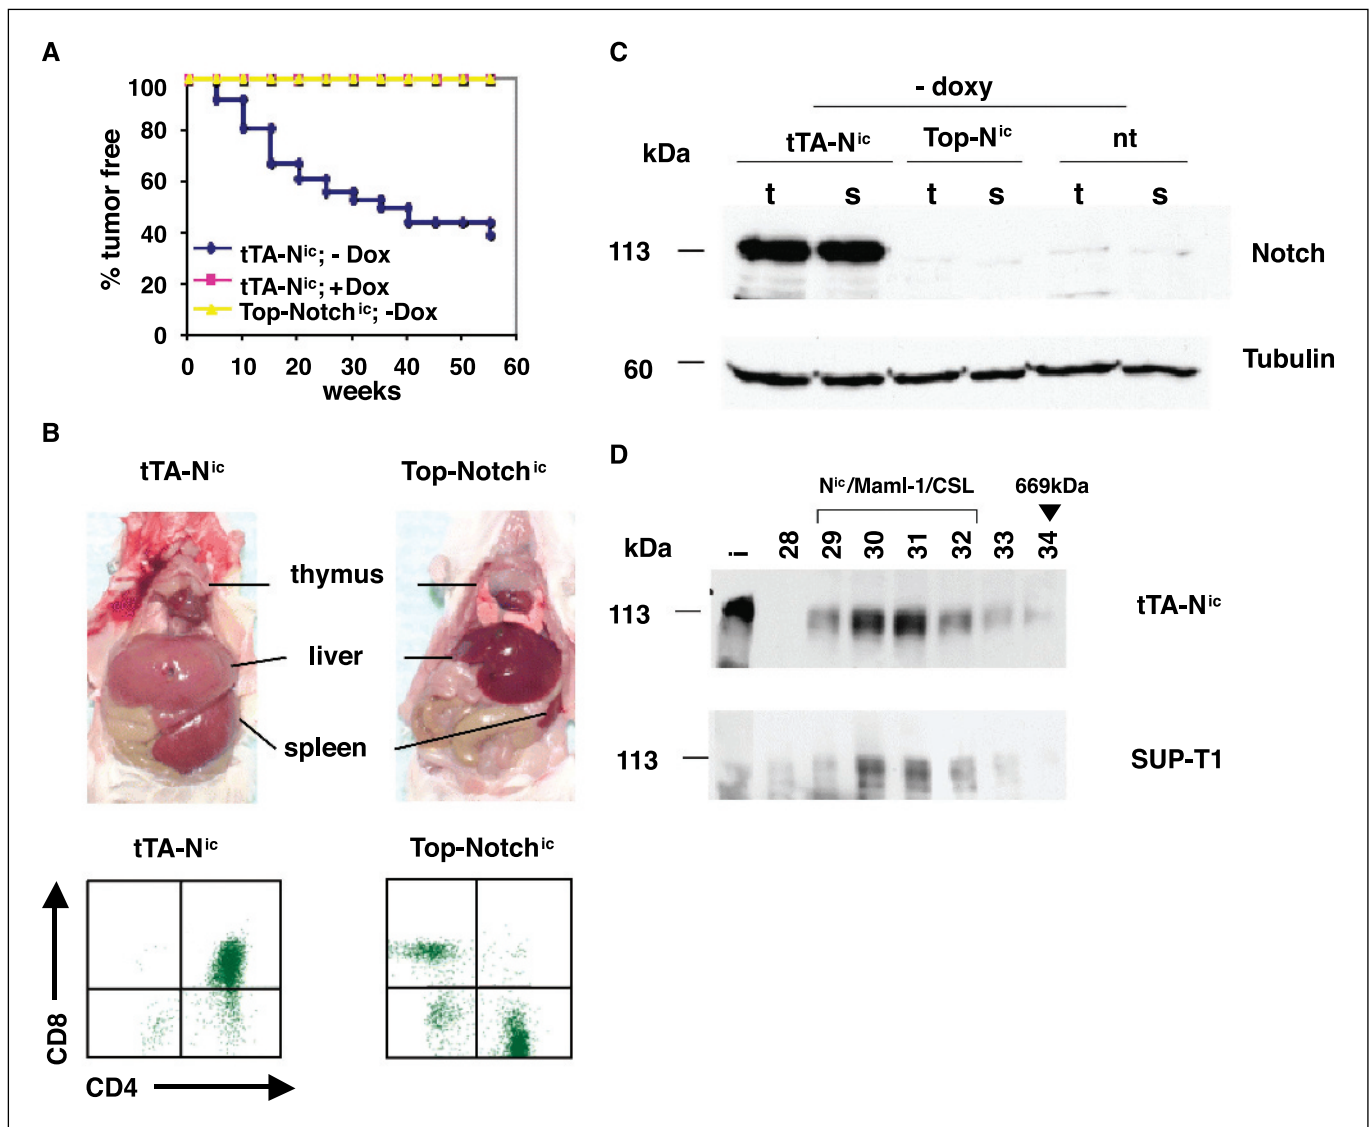 A
100
80
60
40
20
0
% tumor free
0 10 20 30 40 50 60
weeks
tTA-Nic; - Dox
tTA-Nic; +Dox
Top-Notchic; -Dox
B
tTA-Nic
Top-Notchic
thymus
liver
spleen
tTA-Nic
Top-Notchic
CD8
CD4
C
- doxy
kDa
tTA-Nic Top-Nic nt
t s t s t s
113
Notch
60
Tubulin
D
Nic/Maml-1/CSL 669kDa
kDa
i 28 29 30 31 32 33 34
113
tTA-Nic
113
SUP-T1